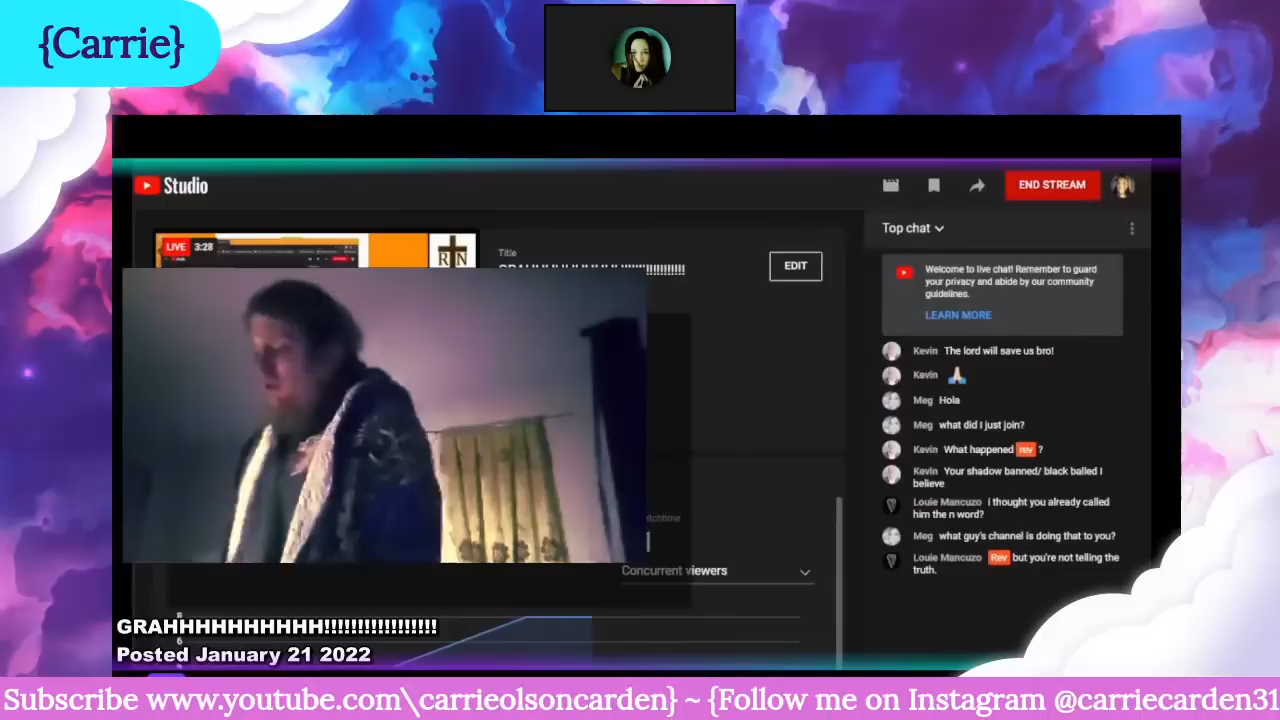 {Carrie}
Studio
END STREAM
LIVE 3:28
R N
Title
EDIT
Top chat
Welcome to live chat! Remember to guard
your privacy and abide by our community
guidelines.
LEARN MORE
Kevin The lord will save us bro!
Kevin 🙏🏼
Meg Hola
Meg what did I just join?
Kevin What happened rev ?
Kevin Your shadow banned/ black balled I
believe
Louie Mancuzo i thought you already called
him the n word?
Meg what guy's channel is doing that to you?
Louie Mancuzo Rev but you're not telling the
truth.
Concurrent viewers
6
GRAHHHHHHHHHHH!!!!!!!!!!!!!!!!!
Posted January 21 2022
Subscribe www.youtube.com\carrieolsoncarden} ~ {Follow me on Instagram @carriecarden31